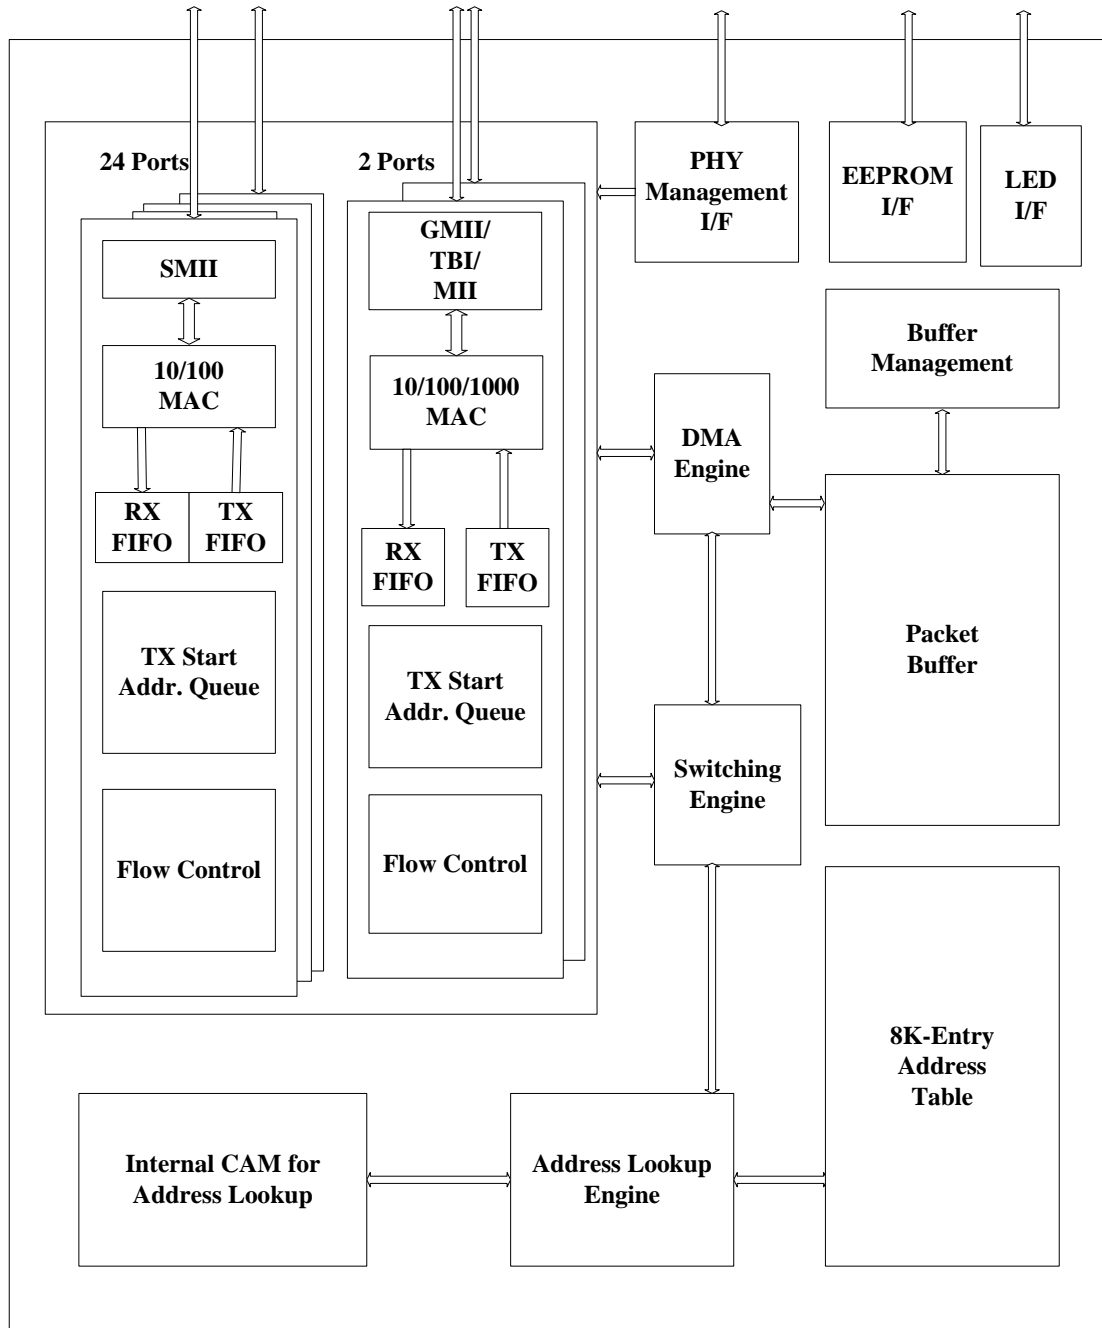 24 Ports
2 Ports
PHY
Management
I/F
EEPROM
I/F
LED
I/F
SMII
GMII/
TBI/
MII
Buffer
Management
10/100
MAC
10/100/1000
MAC
DMA
Engine
RX
FIFO
TX
FIFO
RX
FIFO
TX
FIFO
Packet
Buffer
TX Start
Addr. Queue
TX Start
Addr. Queue
Switching
Engine
Flow Control
Flow Control
8K-Entry
Address
Table
Internal CAM for
Address Lookup
Address Lookup
Engine